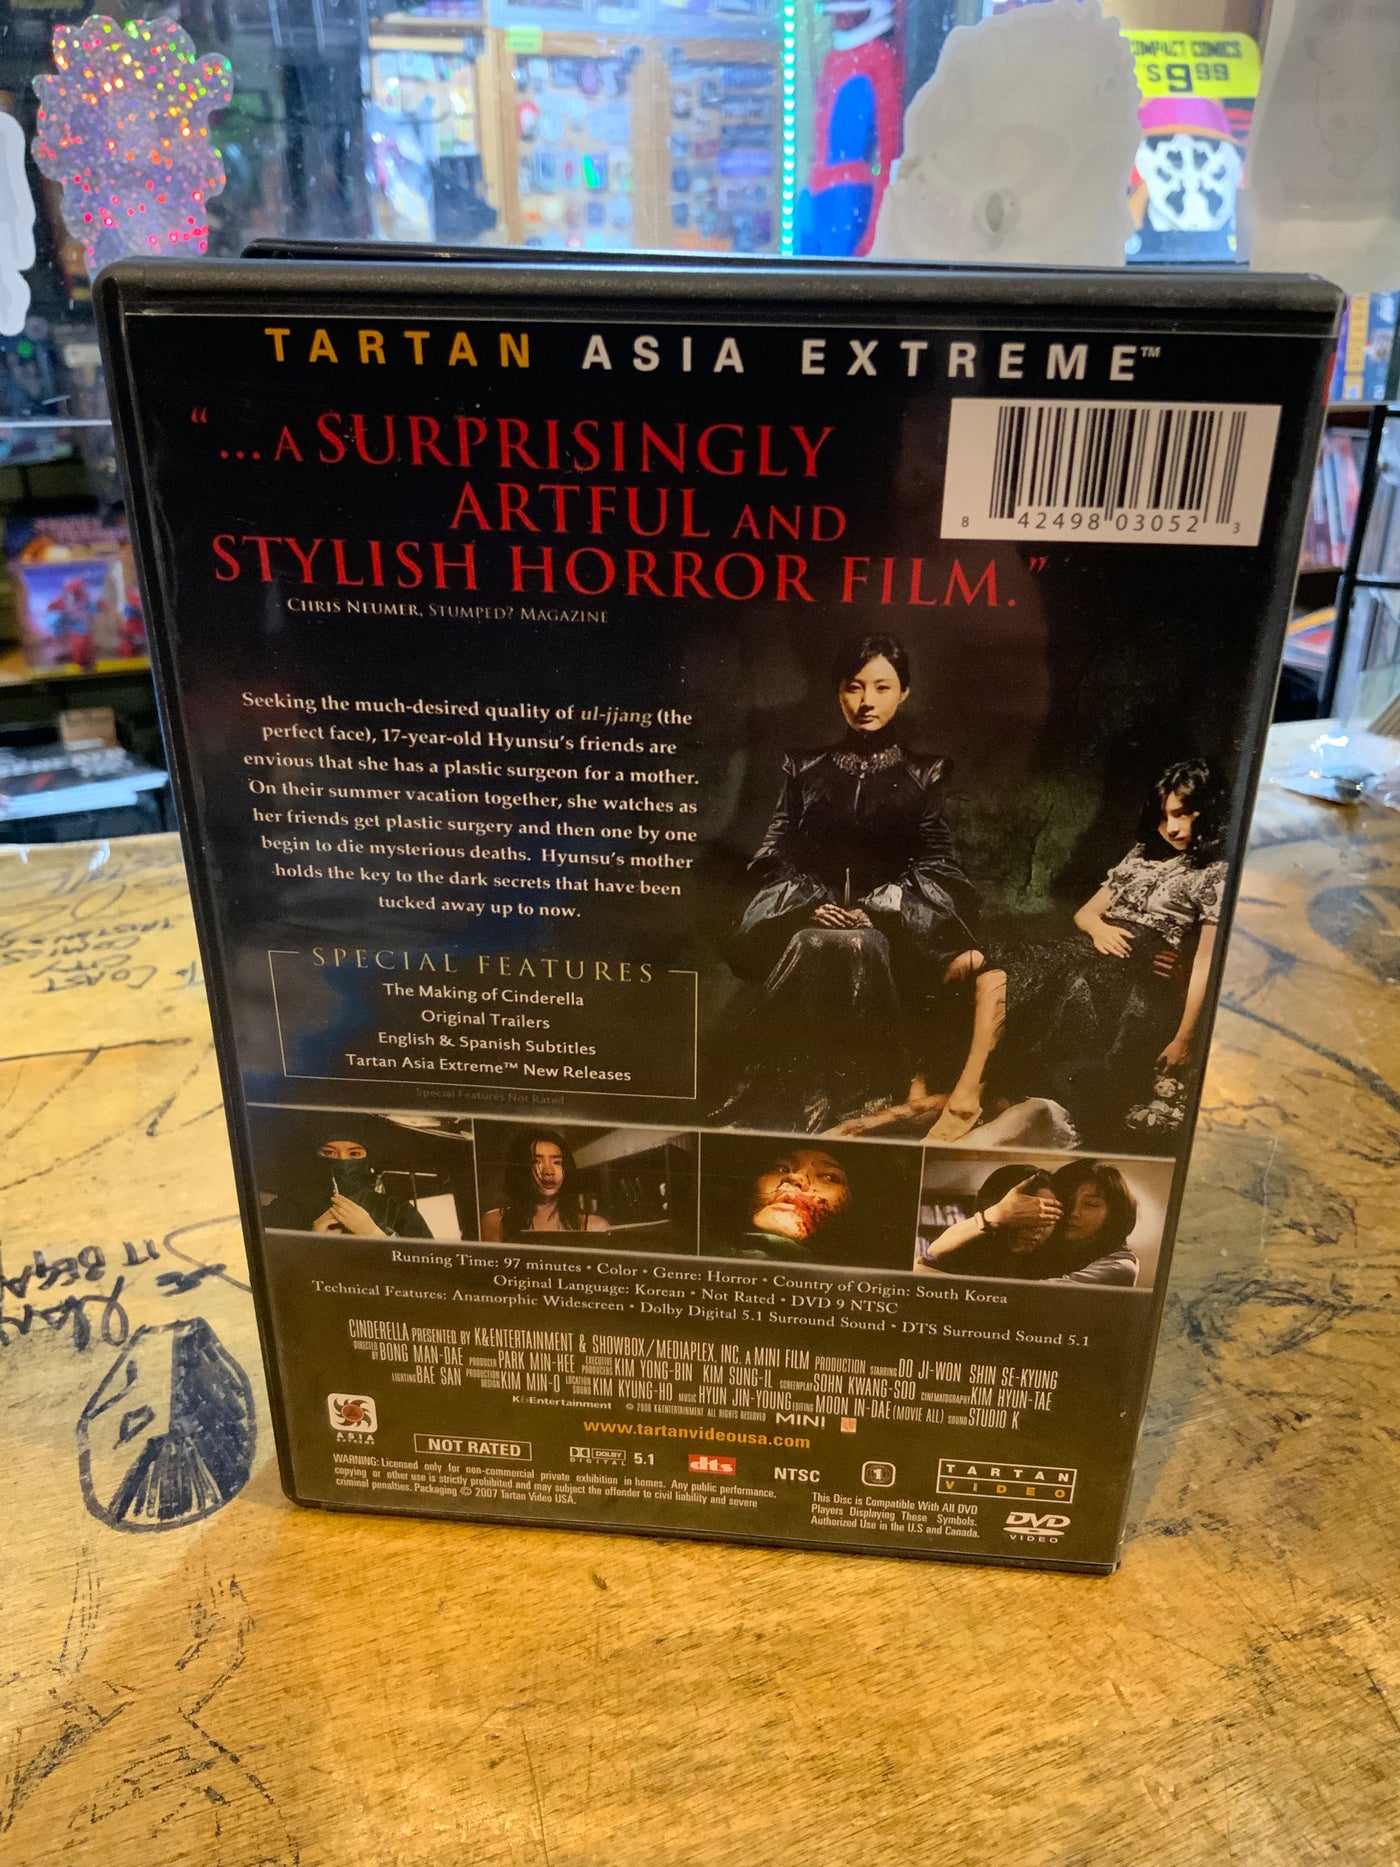 COMPACT COMICS
$9.99
TARTAN ASIA EXTREME™
"...A SURPRISINGLY
ARTFUL AND
STYLISH HORROR FILM."
CHRIS NEUMER, STUMPED? MAGAZINE
8 42498 03052 3
Seeking the much-desired quality of ul-jjang (the
perfect face), 17-year-old Hyunsu's friends are
envious that she has a plastic surgeon for a mother.
On their summer vacation together, she watches as
her friends get plastic surgery and then one by one
begin to die mysterious deaths. Hyunsu's mother
holds the key to the dark secrets that have been
tucked away up to now.
SPECIAL FEATURES
The Making of Cinderella
Original Trailers
English & Spanish Subtitles
Tartan Asia Extreme™ New Releases
Special Features Not Rated
Running Time: 97 minutes • Color • Genre: Horror • Country of Origin: South Korea
Original Language: Korean • Not Rated • DVD 9 NTSC
Technical Features: Anamorphic Widescreen • Dolby Digital 5.1 Surround Sound • DTS Surround Sound 5.1
CINDERELLA PRESENTED BY K&ENTERTAINMENT & SHOWBOX/MEDIAPLEX, INC. A MINI FILM PRODUCTION STARRING DO JI-WON SHIN SE-KYUNG
DIRECTED BY BONG MAN-DAE PRODUCER PARK MIN-HEE EXECUTIVE PRODUCERS KIM YONG-BIN KIM SUNG-IL SCREENPLAY SOHN KWANG-SOO CINEMATOGRAPHY KIM HYUN-TAE
LIGHTING BAE SAN PRODUCTION DESIGN KIM MIN-O LOCATION SOUND KIM KYUNG-HO MUSIC HYUN JIN-YOUNG EDITING MOON IN-DAE (MOVIE ALL) SOUND STUDIO K
K&Entertainment © 2006 K&ENTERTAINMENT ALL RIGHTS RESERVED MINI
www.tartanvideousa.com
ASIA
EXTREME
NOT RATED
DOLBY
DIGITAL 5.1
dts
NTSC
1
TARTAN
VIDEO
WARNING: Licensed only for non-commercial private exhibition in homes. Any public performance,
copying or other use is strictly prohibited and may subject the offender to civil liability and severe
criminal penalties. Packaging © 2007 Tartan Video USA.
This Disc is Compatible With All DVD
Players Displaying These Symbols.
Authorized Use in the U.S and Canada.
DVD
VIDEO
COAST
CITY
COMICS
IT BEGA